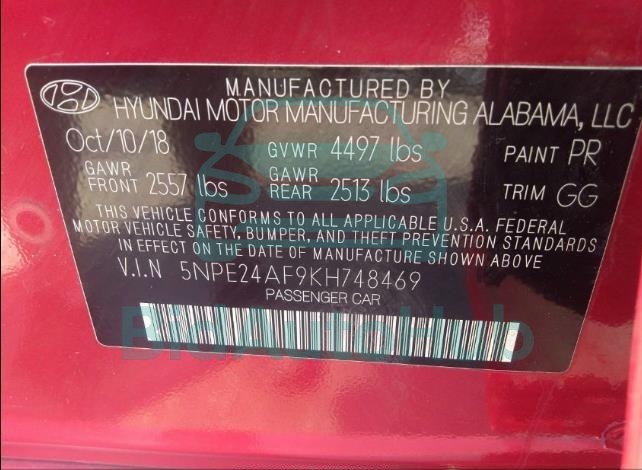 MANUFACTURED BY
HYUNDAI MOTOR MANUFACTURING ALABAMA, LLC
Oct/10/18 GVWR 4497 lbs PAINT PR
GAWR FRONT 2557 lbs GAWR REAR 2513 lbs TRIM GG
THIS VEHICLE CONFORMS TO ALL APPLICABLE U.S.A. FEDERAL
MOTOR VEHICLE SAFETY, BUMPER, AND THEFT PREVENTION STANDARDS
IN EFFECT ON THE DATE OF MANUFACTURE SHOWN ABOVE
V.I.N 5NPE24AF9KH748469
PASSENGER CAR
BidAutoHub